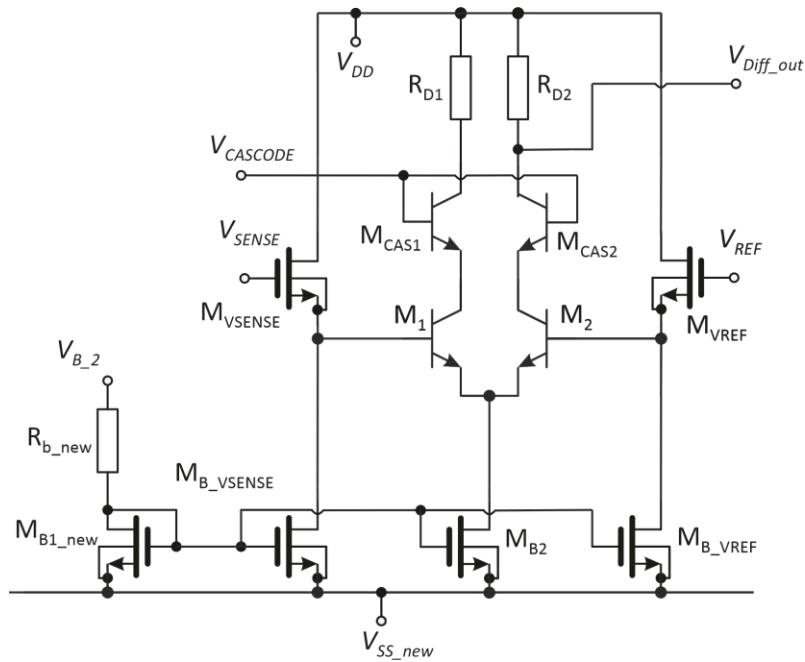 V_DD
R_D1
R_D2
V_Diff_out
V_CASCODE
V_SENSE
M_CAS1
M_CAS2
V_REF
M_VSENSE
M_1
M_2
M_VREF
V_B_2
R_b_new
M_B_VSENSE
M_B1_new
M_B2
M_B_VREF
V_SS_new